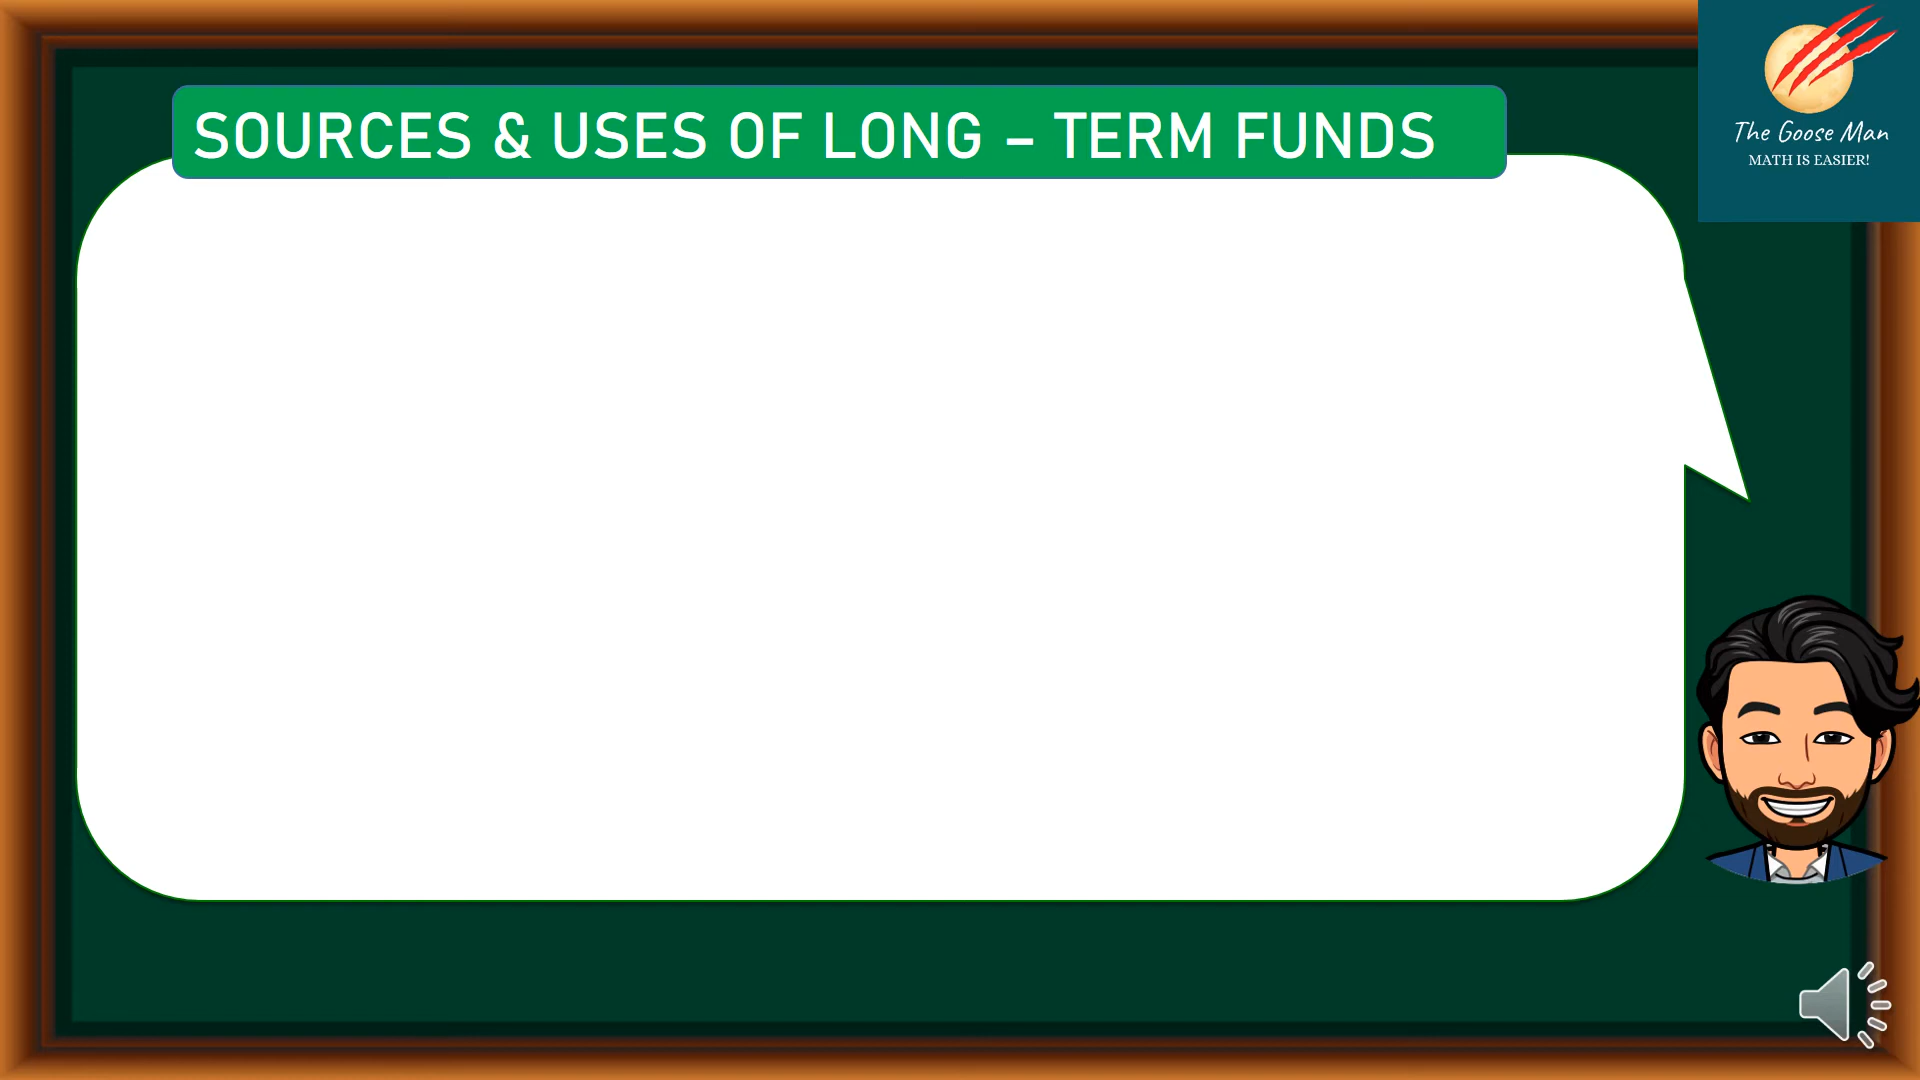 SOURCES & USES OF LONG – TERM FUNDS
The Goose Man
MATH IS EASIER!